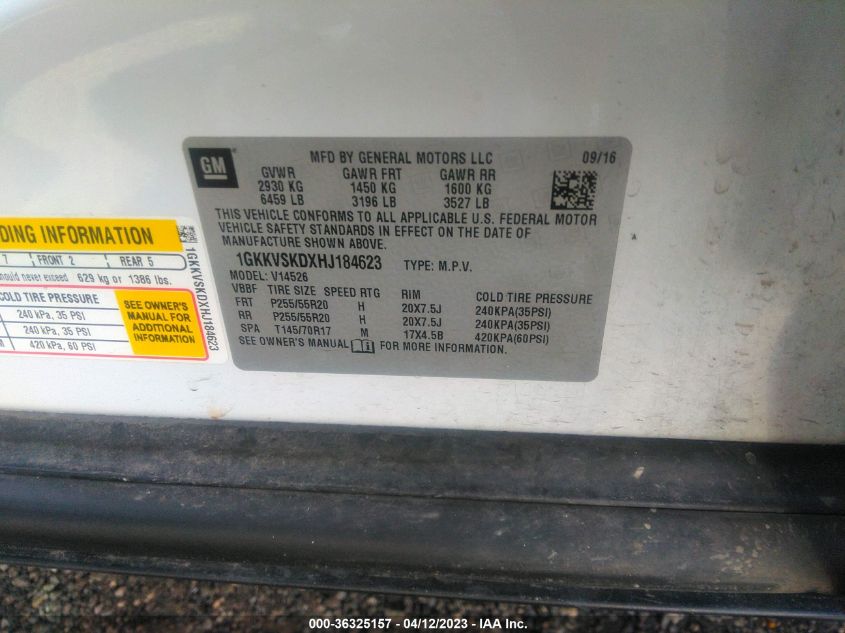 GM
MFD BY GENERAL MOTORS LLC 09/16
GVWR GAWR FRT GAWR RR
2930 KG 1450 KG 1600 KG
6459 LB 3196 LB 3527 LB
THIS VEHICLE CONFORMS TO ALL APPLICABLE U.S. FEDERAL MOTOR
VEHICLE SAFETY STANDARDS IN EFFECT ON THE DATE OF
MANUFACTURE SHOWN ABOVE.
1GKKVSKDXHJ184623 TYPE: M.P.V.
MODEL: V14526
VBBF TIRE SIZE SPEED RTG RIM COLD TIRE PRESSURE
FRT P255/55R20 H 20X7.5J 240KPA(35PSI)
RR P255/55R20 H 20X7.5J 240KPA(35PSI)
SPA T145/70R17 M 17X4.5B 420KPA(60PSI)
SEE OWNER'S MANUAL FOR MORE INFORMATION.
DING INFORMATION
7 FRONT 2 REAR 5
hould never exceed 629 kg or 1386 lbs.
COLD TIRE PRESSURE
240 kPa, 35 PSI
240 kPa, 35 PSI
M 420 kPa, 60 PSI
SEE OWNER'S
MANUAL FOR
ADDITIONAL
INFORMATION
1GKKVSKDXHJ184623
000-36325157 - 04/12/2023 - IAA Inc.